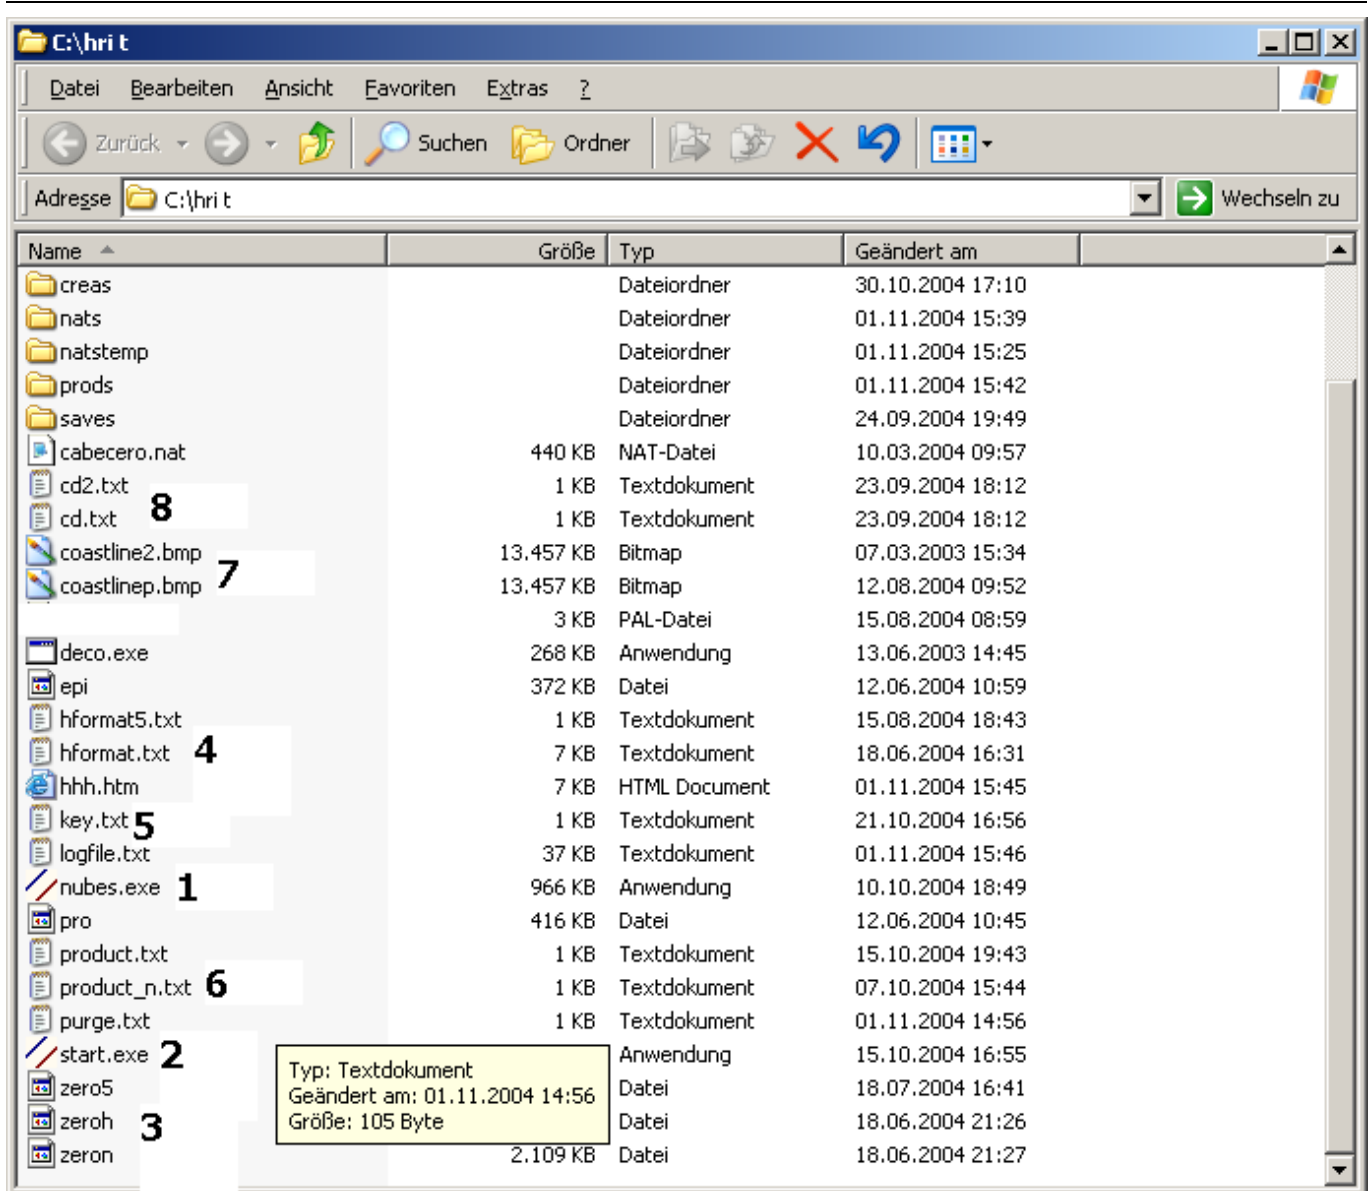 C:\hri t
Datei Bearbeiten Ansicht Favoriten Extras ?
Zurück Suchen Ordner
Adresse C:\hri t Wechseln zu
Name Größe Typ Geändert am
creas Dateiordner 30.10.2004 17:10
nats Dateiordner 01.11.2004 15:39
natstemp Dateiordner 01.11.2004 15:25
prods Dateiordner 01.11.2004 15:42
saves Dateiordner 24.09.2004 19:49
cabecero.nat 440 KB NAT-Datei 10.03.2004 09:57
cd2.txt 1 KB Textdokument 23.09.2004 18:12
8
cd.txt 1 KB Textdokument 23.09.2004 18:12
coastline2.bmp 13.457 KB Bitmap 07.03.2003 15:34
7
coastlinep.bmp 13.457 KB Bitmap 12.08.2004 09:52
3 KB PAL-Datei 15.08.2004 08:59
deco.exe 268 KB Anwendung 13.06.2003 14:45
epi 372 KB Datei 12.06.2004 10:59
hformat5.txt 1 KB Textdokument 15.08.2004 18:43
hformat.txt 4 7 KB Textdokument 18.06.2004 16:31
hhh.htm 7 KB HTML Document 01.11.2004 15:45
key.txt 5 1 KB Textdokument 21.10.2004 16:56
logfile.txt 37 KB Textdokument 01.11.2004 15:46
nubes.exe 1 966 KB Anwendung 10.10.2004 18:49
pro 416 KB Datei 12.06.2004 10:45
product.txt 1 KB Textdokument 15.10.2004 19:43
product_n.txt 6 1 KB Textdokument 07.10.2004 15:44
purge.txt 1 KB Textdokument 01.11.2004 14:56
start.exe 2 Anwendung 15.10.2004 16:55
Typ: Textdokument
Geändert am: 01.11.2004 14:56
Größe: 105 Byte
zero5 Datei 18.07.2004 16:41
zeroh 3 Datei 18.06.2004 21:26
zeron 2.109 KB Datei 18.06.2004 21:27